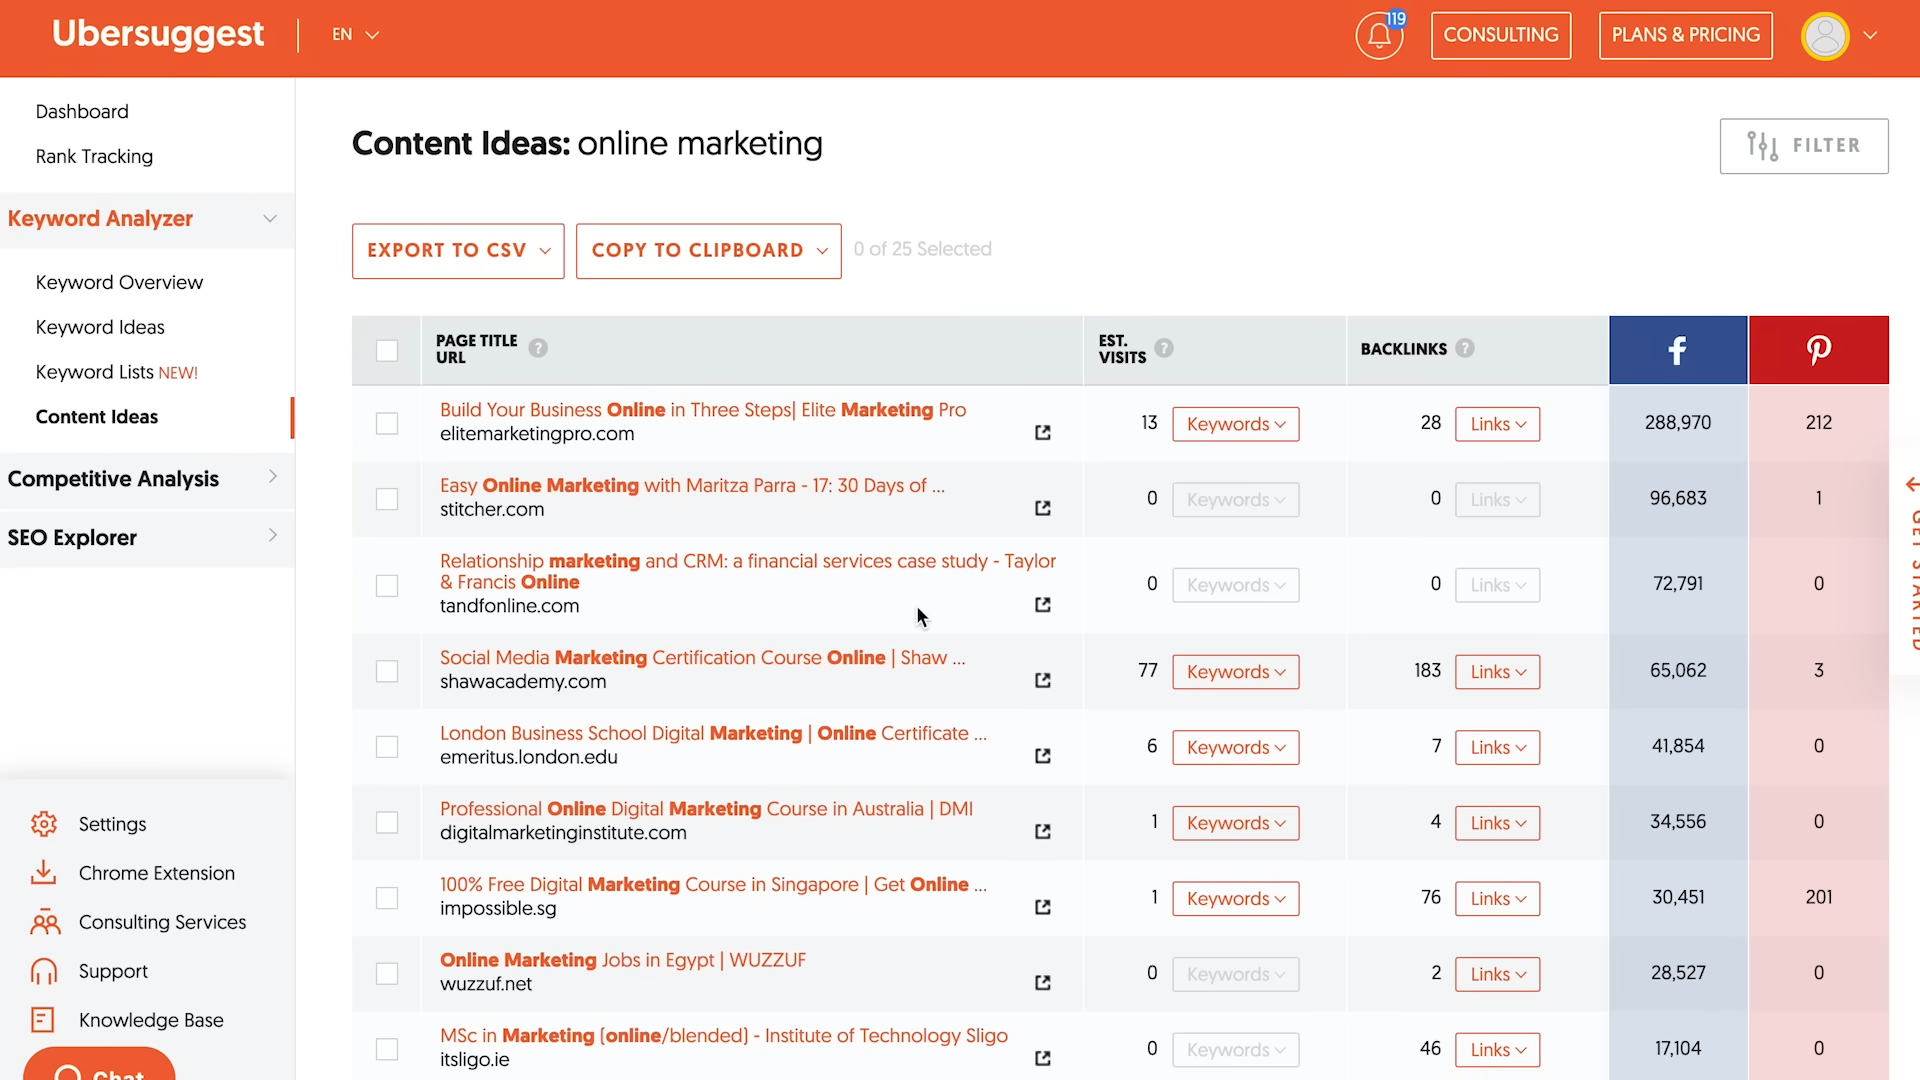 Ubersuggest
EN
119
CONSULTING
PLANS & PRICING
Dashboard
Rank Tracking
Keyword Analyzer
Keyword Overview
Keyword Ideas
Keyword Lists NEW!
Content Ideas
Competitive Analysis
SEO Explorer
Settings
Chrome Extension
Consulting Services
Support
Knowledge Base
Chat
Content Ideas: online marketing
FILTER
EXPORT TO CSV
COPY TO CLIPBOARD
0 of 25 Selected
PAGE TITLE
URL
?
EST.
VISITS
?
BACKLINKS ?
Build Your Business Online in Three Steps| Elite Marketing Pro
elitemarketingpro.com
13 Keywords 28 Links 288,970 212
Easy Online Marketing with Maritza Parra - 17: 30 Days of ...
stitcher.com
0 Keywords 0 Links 96,683 1
Relationship marketing and CRM: a financial services case study - Taylor
& Francis Online
tandfonline.com
0 Keywords 0 Links 72,791 0
Social Media Marketing Certification Course Online | Shaw ...
shawacademy.com
77 Keywords 183 Links 65,062 3
London Business School Digital Marketing | Online Certificate ...
emeritus.london.edu
6 Keywords 7 Links 41,854 0
Professional Online Digital Marketing Course in Australia | DMI
digitalmarketinginstitute.com
1 Keywords 4 Links 34,556 0
100% Free Digital Marketing Course in Singapore | Get Online ...
impossible.sg
1 Keywords 76 Links 30,451 201
Online Marketing Jobs in Egypt | WUZZUF
wuzzuf.net
0 Keywords 2 Links 28,527 0
MSc in Marketing (online/blended) - Institute of Technology Sligo
itsligo.ie
0 Keywords 46 Links 17,104 0
GET STARTED